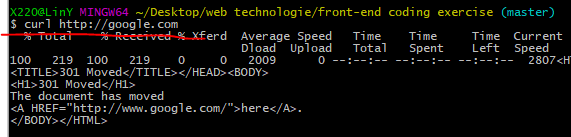 X220@LinY MINGW64 ~/Desktop/web technologie/front-end coding exercise (master)
$ curl http://google.com
% Total % Received % Xferd Average Speed Time Time Time Current
Dload Upload Total Spent Left Speed
100 219 100 219 0 0 2009 0 --:--:-- --:--:-- --:--:-- 2807<H
<TITLE>301 Moved</TITLE></HEAD><BODY>
<H1>301 Moved</H1>
The document has moved
<A HREF="http://www.google.com/">here</A>.
</BODY></HTML>